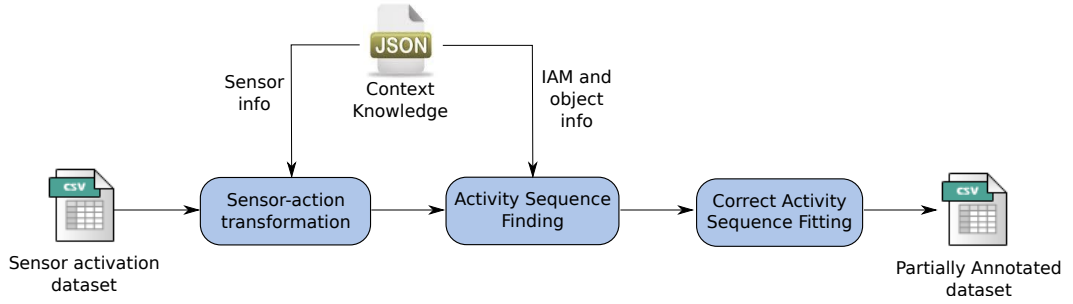 JSON
Context
Knowledge
Sensor
info
IAM and
object
info
CSV
Sensor activation
dataset
Sensor-action
transformation
Activity Sequence
Finding
Correct Activity
Sequence Fitting
CSV
Partially Annotated
dataset